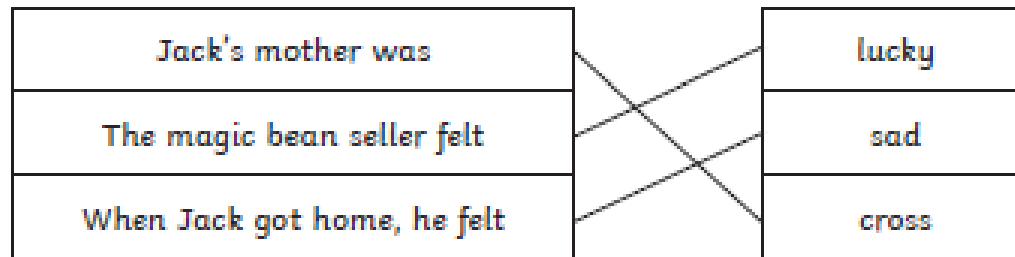 Jack's mother was
lucky
The magic bean seller felt
sad
When Jack got home, he felt
cross